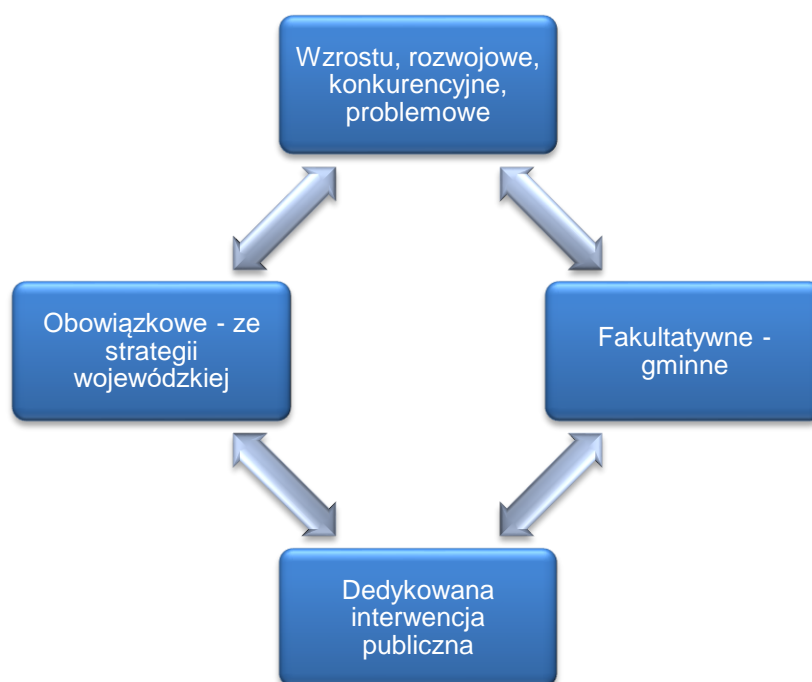 Wzrostu, rozwojowe,
konkurencyjne,
problemowe
Obowiązkowe - ze
strategii
wojewódzkiej
Fakultatywne -
gminne
Dedykowana
interwencja
publiczna